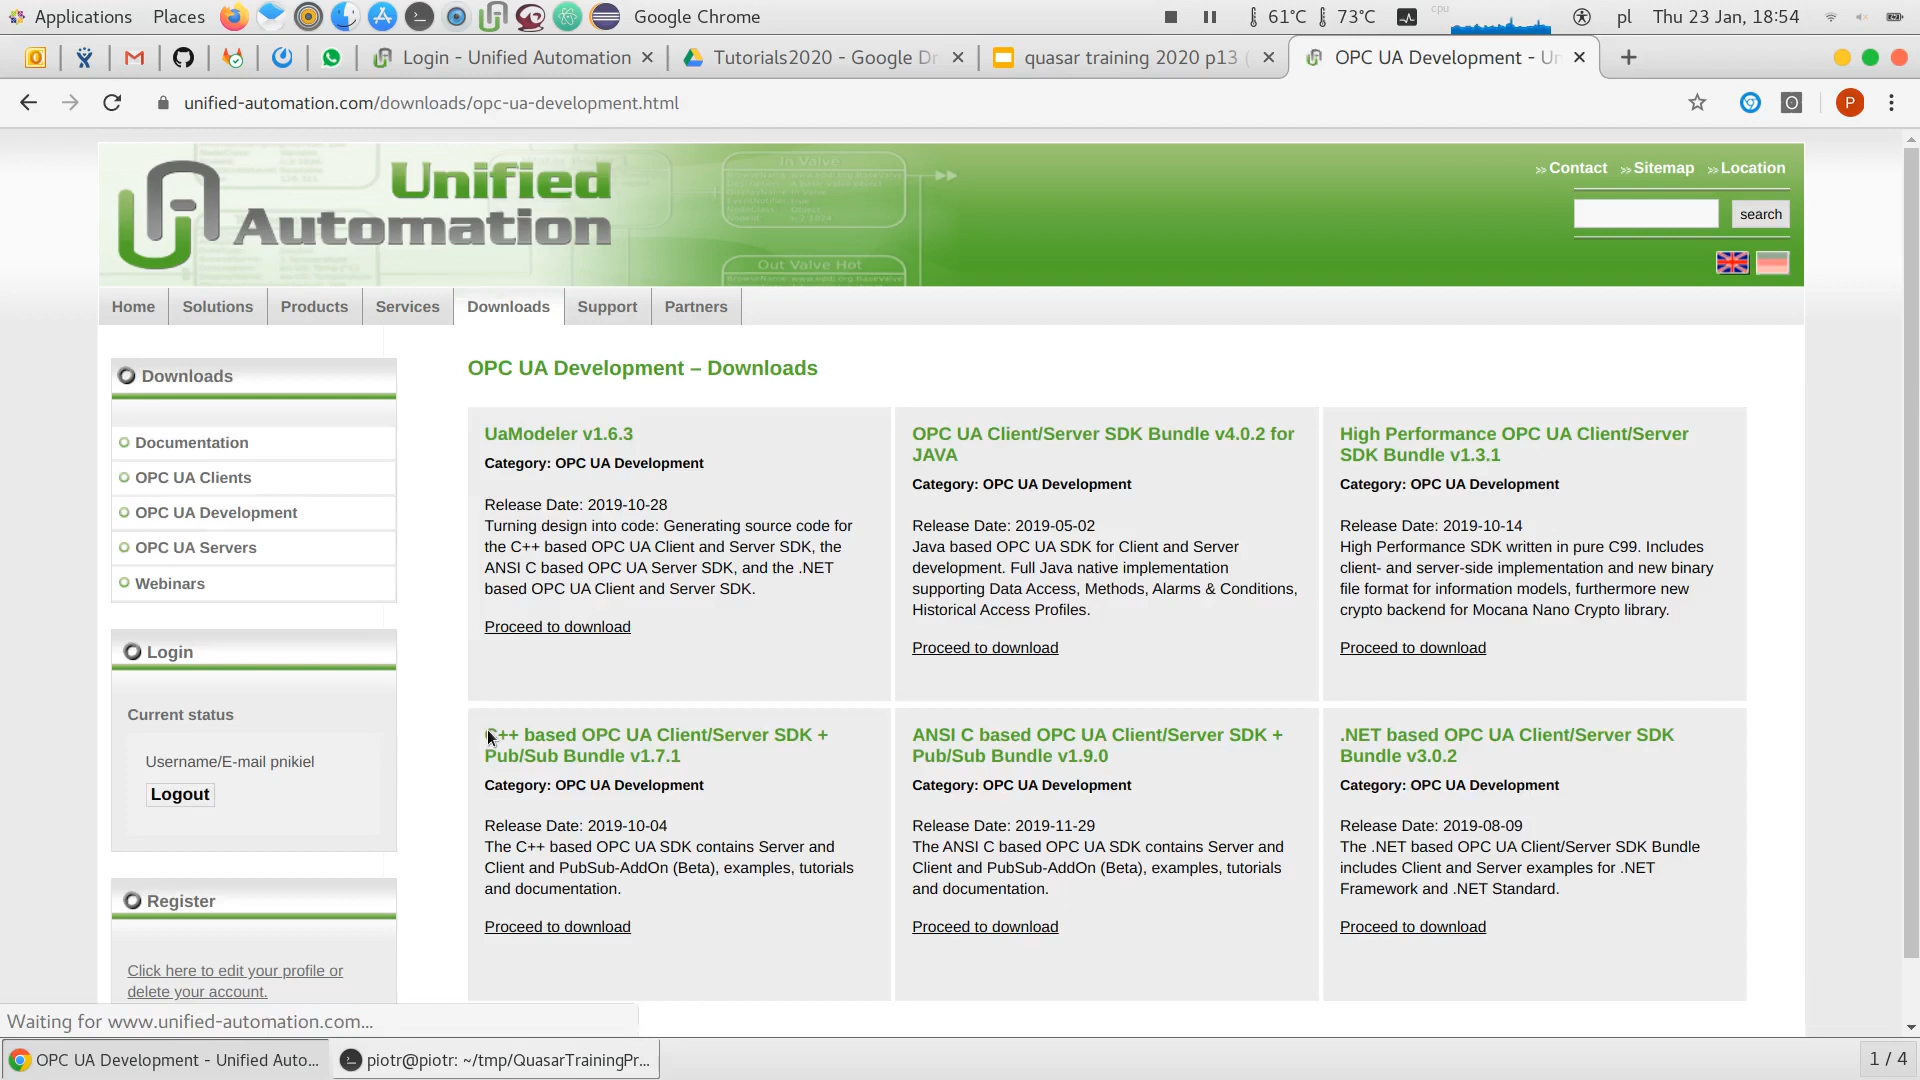 Applications Places Google Chrome 61°C 73°C cpu pl Thu 23 Jan, 18:54
Login - Unified Automation Tutorials2020 - Google Dr quasar training 2020 p13 ( OPC UA Development - Un
unified-automation.com/downloads/opc-ua-development.html P
Unified
Automation
In Valve
Out Valve Hot
Contact Sitemap Location
search
Home Solutions Products Services Downloads Support Partners
Downloads
Documentation
OPC UA Clients
OPC UA Development
OPC UA Servers
Webinars
Login
Current status
Username/E-mail pnikiel
Logout
Register
Click here to edit your profile or
delete your account.
OPC UA Development – Downloads
UaModeler v1.6.3
Category: OPC UA Development
Release Date: 2019-10-28
Turning design into code: Generating source code for
the C++ based OPC UA Client and Server SDK, the
ANSI C based OPC UA Server SDK, and the .NET
based OPC UA Client and Server SDK.
Proceed to download
OPC UA Client/Server SDK Bundle v4.0.2 for
JAVA
Category: OPC UA Development
Release Date: 2019-05-02
Java based OPC UA SDK for Client and Server
development. Full Java native implementation
supporting Data Access, Methods, Alarms & Conditions,
Historical Access Profiles.
Proceed to download
High Performance OPC UA Client/Server
SDK Bundle v1.3.1
Category: OPC UA Development
Release Date: 2019-10-14
High Performance SDK written in pure C99. Includes
client- and server-side implementation and new binary
file format for information models, furthermore new
crypto backend for Mocana Nano Crypto library.
Proceed to download
C++ based OPC UA Client/Server SDK +
Pub/Sub Bundle v1.7.1
Category: OPC UA Development
Release Date: 2019-10-04
The C++ based OPC UA SDK contains Server and
Client and PubSub-AddOn (Beta), examples, tutorials
and documentation.
Proceed to download
ANSI C based OPC UA Client/Server SDK +
Pub/Sub Bundle v1.9.0
Category: OPC UA Development
Release Date: 2019-11-29
The ANSI C based OPC UA SDK contains Server and
Client and PubSub-AddOn (Beta), examples, tutorials
and documentation.
Proceed to download
.NET based OPC UA Client/Server SDK
Bundle v3.0.2
Category: OPC UA Development
Release Date: 2019-08-09
The .NET based OPC UA Client/Server SDK Bundle
includes Client and Server examples for .NET
Framework and .NET Standard.
Proceed to download
Waiting for www.unified-automation.com...
OPC UA Development - Unified Auto... piotr@piotr: ~/tmp/QuasarTrainingPr... 1 / 4